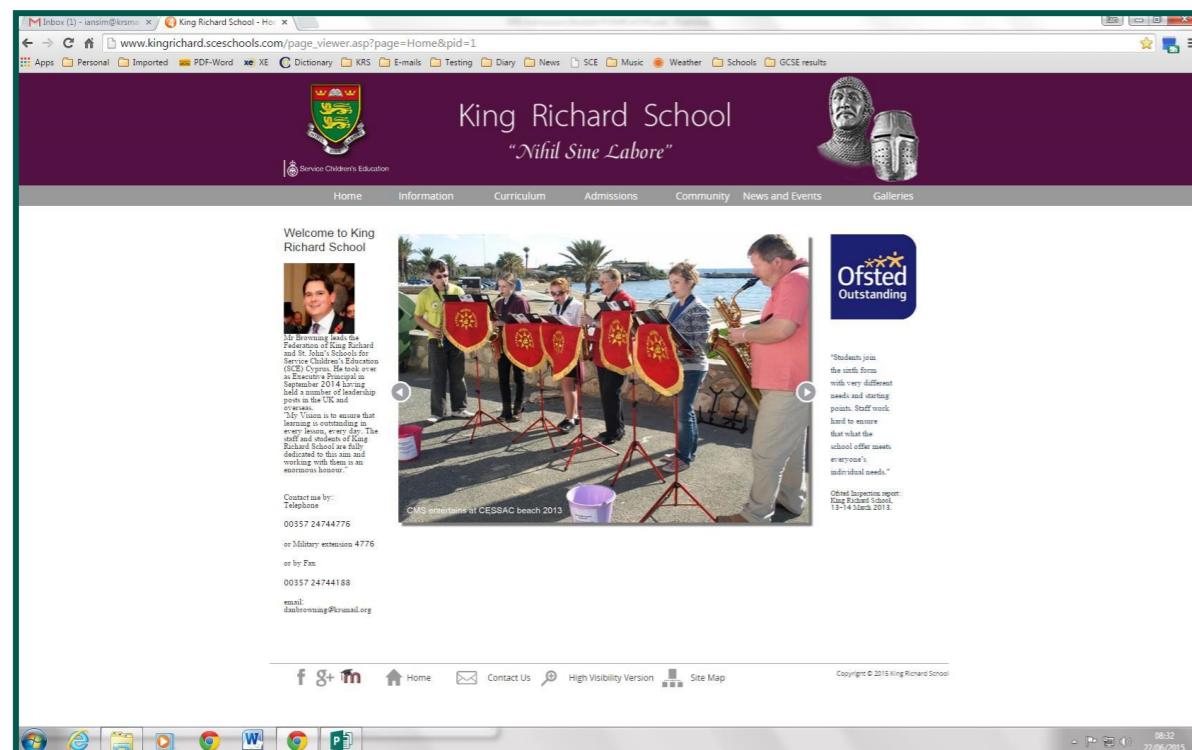 Inbox (1) - iansim@krsma
King Richard School - Ho
www.kingrichard.sceschools.com/page_viewer.asp?page=Home&pid=1
Apps Personal Imported PDF-Word XE Dictionary KRS E-mails Testing Diary News SCE Music Weather Schools GCSE results
King Richard School
"Nihil Sine Labore"
Service Children's Education
Home Information Curriculum Admissions Community News and Events Galleries
Welcome to King
Richard School
Mr Browning leads the
Federation of King Richard
and St. John's Schools for
Service Children's Education
(SCE) Cyprus. He took over
as Executive Principal in
September 2014 having
held a number of leadership
posts in the UK and
overseas.
"My Vision is to ensure that
learning is outstanding in
every lesson, every day. The
staff and students of King
Richard School are fully
dedicated to this aim and
working with them is an
enormous honour."
Contact me by:
Telephone
00357 24744776
or Military extension 4776
or by Fax
00357 24744188
email:
danbrowning@krsmail.org
CMS entertains at CESSAC beach 2013
Ofsted
Outstanding
"Students join
the sixth form
with very different
needs and starting
points. Staff work
hard to ensure
that what the
school offer meets
everyone's
individual needs."
Ofsted Inspection report:
King Richard School,
13-14 March 2013.
Home Contact Us High Visibility Version Site Map
Copyright © 2015 King Richard School
08:32
22/06/2015